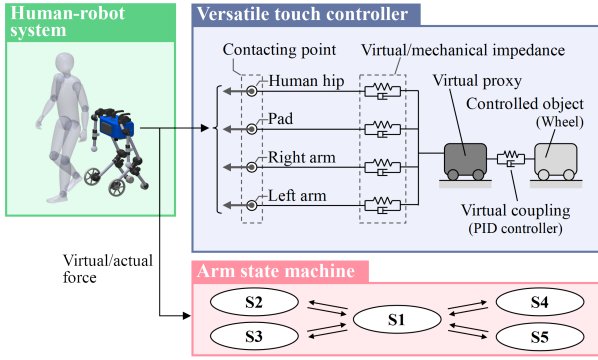 Human-robot
system
Versatile touch controller
Contacting point
Virtual/mechanical impedance
Human hip
Pad
Right arm
Left arm
Virtual proxy
Controlled object
(Wheel)
Virtual coupling
(PID controller)
Virtual/actual
force
Arm state machine
S2
S3
S1
S4
S5